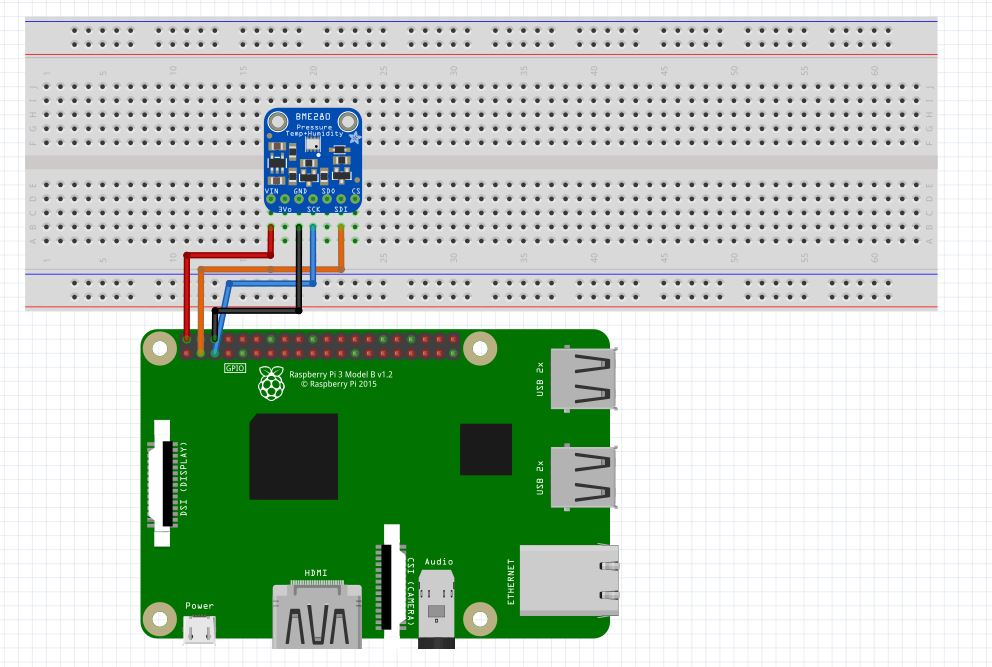 1 5 10 15 20 25 30 35 40 45 50 55 60
J J
I I
H H
G G
F F
BME280
Pressure
Temp+Humidity
VIN GND SDO CS
3Vo SCK SDI
E E
D D
C C
B B
A A
1 5 10 25 30 35 40 45 50 55 60
GPIO
Raspberry Pi 3 Model B v1.2
© Raspberry Pi 2015
USB 2x
DSI (DISPLAY)
USB 2x
HDMI
Audio
CSI (CAMERA)
ETHERNET
Power